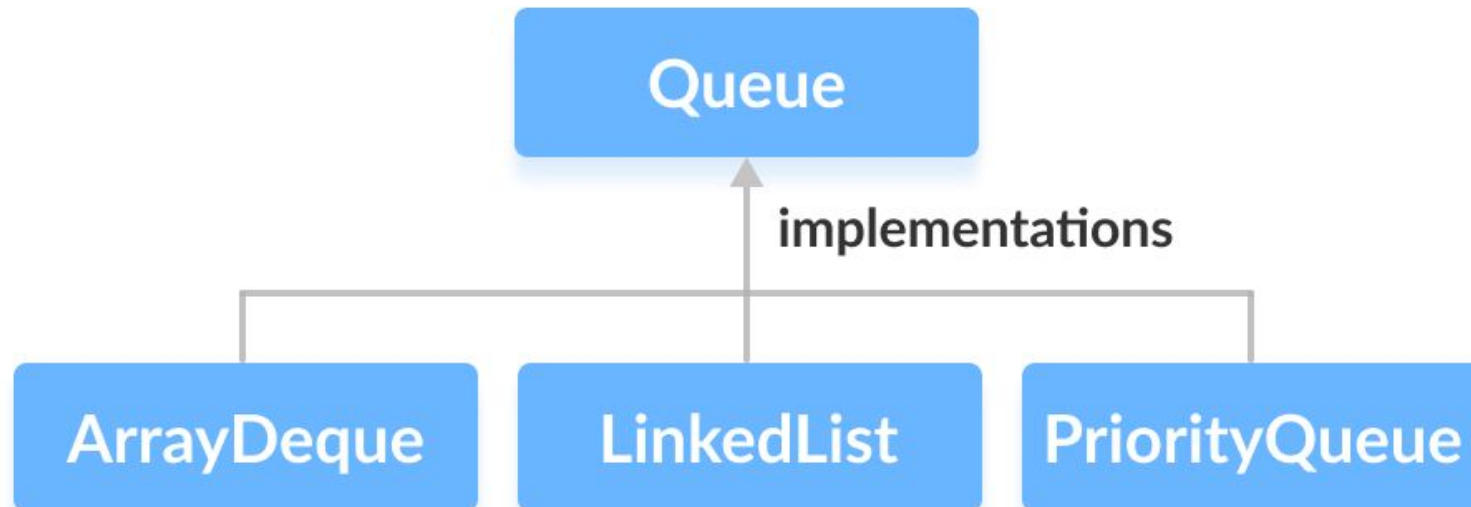 Queue
implementations
ArrayDeque
LinkedList
PriorityQueue